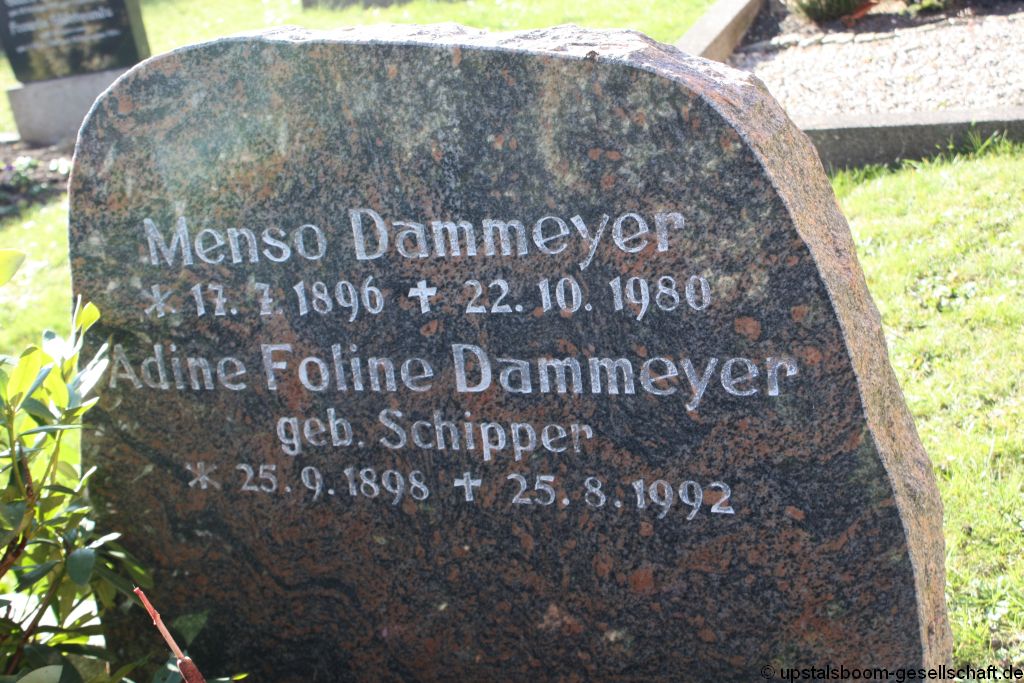 Menso Dammeyer
* 17. 7. 1896 ✝ 22. 10. 1980
Adine Foline Dammeyer
geb. Schipper
* 25. 9. 1898 ✝ 25. 8. 1992
© upstalsboom-gesellschaft.de